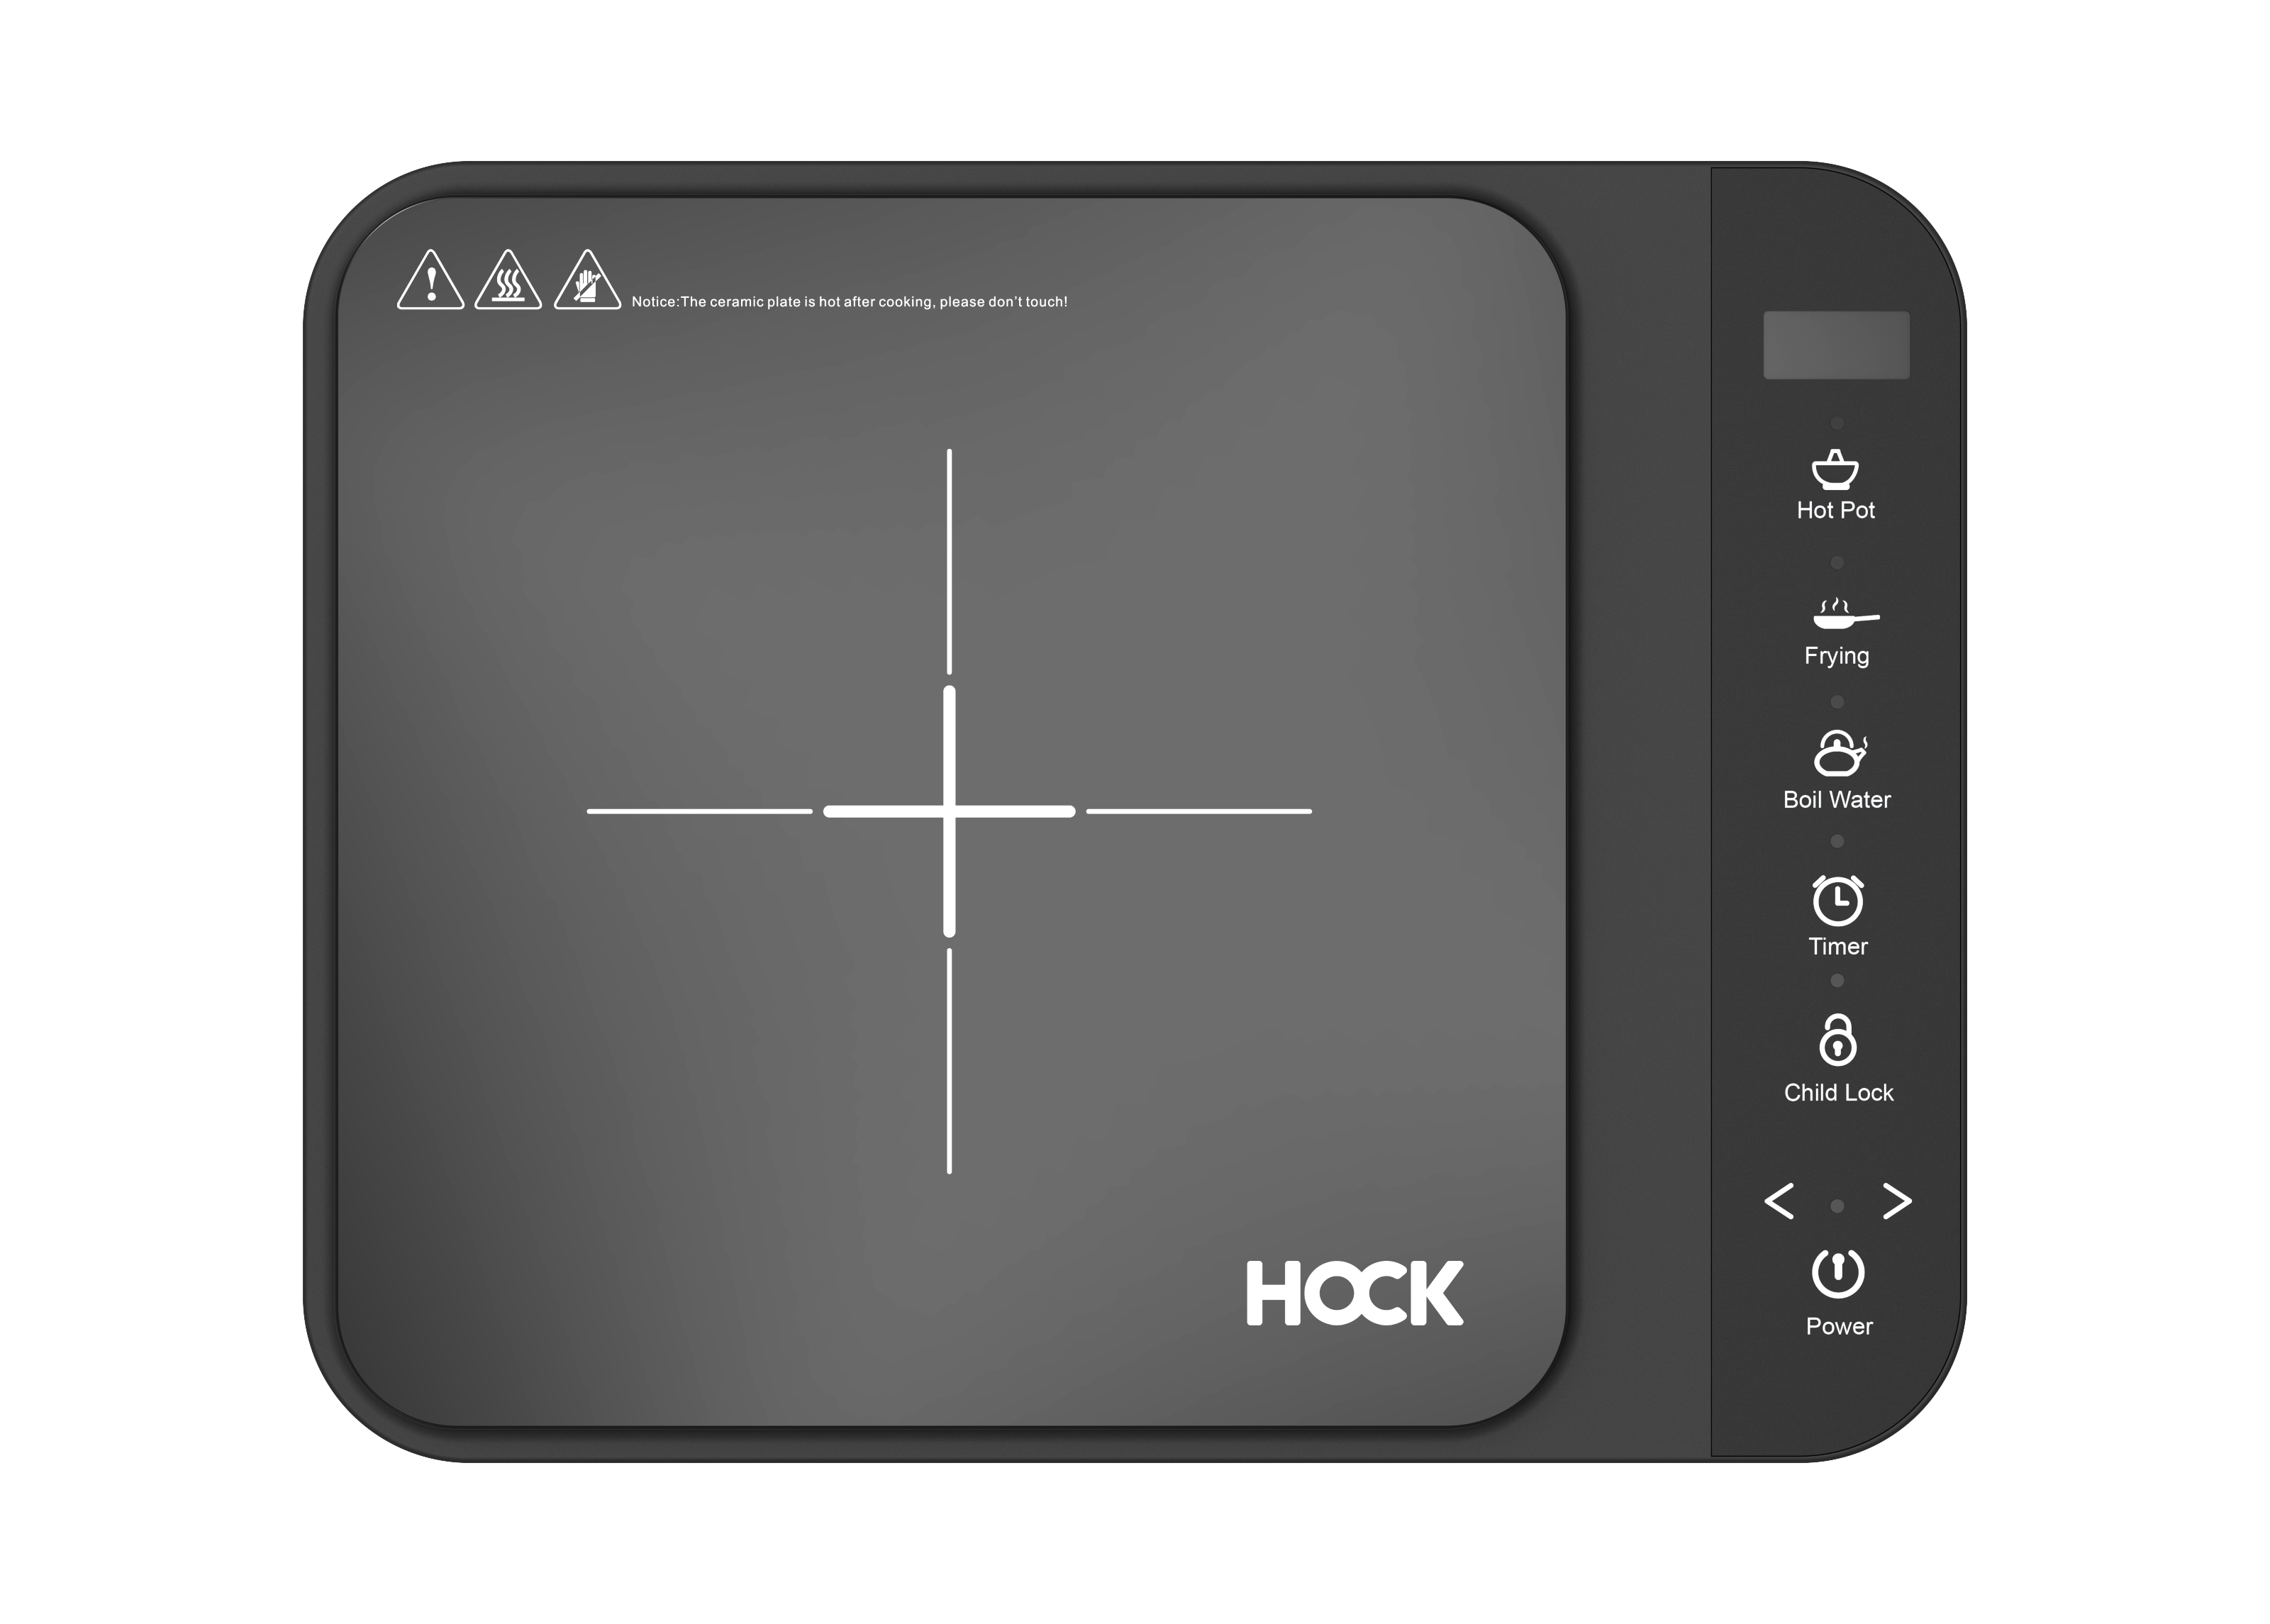 Notice:The ceramic plate is hot after cooking, please don't touch!
Hot Pot
Frying
Boil Water
Timer
Child Lock
< >
Power
HOCK